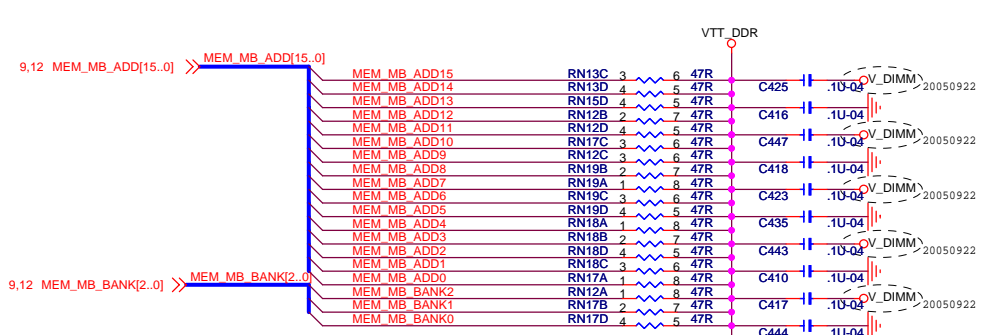 VTT_DDR
9,12 MEM_MB_ADD[15..0] MEM_MB_ADD[15..0]
MEM_MB_ADD15 RN13C 3 6 47R
MEM_MB_ADD14 RN13D 4 5 47R C425 .1U-04 V_DIMM 20050922
MEM_MB_ADD13 RN15D 4 5 47R
MEM_MB_ADD12 RN12B 2 7 47R C416 .1U-04
MEM_MB_ADD11 RN12D 4 5 47R
MEM_MB_ADD10 RN17C 3 6 47R C447 .1U-04 V_DIMM 20050922
MEM_MB_ADD9 RN12C 3 6 47R
MEM_MB_ADD8 RN19B 2 7 47R C418 .1U-04
MEM_MB_ADD7 RN19A 1 8 47R
MEM_MB_ADD6 RN19C 3 6 47R C423 .1U-04 V_DIMM 20050922
MEM_MB_ADD5 RN19D 4 5 47R
MEM_MB_ADD4 RN18A 1 8 47R C435 .1U-04
MEM_MB_ADD3 RN18B 2 7 47R
MEM_MB_ADD2 RN18D 4 5 47R C443 .1U-04 V_DIMM 20050922
MEM_MB_ADD1 RN18C 3 6 47R
9,12 MEM_MB_BANK[2..0] MEM_MB_BANK[2..0] MEM_MB_ADD0 RN17A 1 8 47R C410 .1U-04
MEM_MB_BANK2 RN12A 1 8 47R
MEM_MB_BANK1 RN17B 2 7 47R C417 .1U-04 V_DIMM 20050922
MEM_MB_BANK0 RN17D 4 5 47R
C444 .1U-04